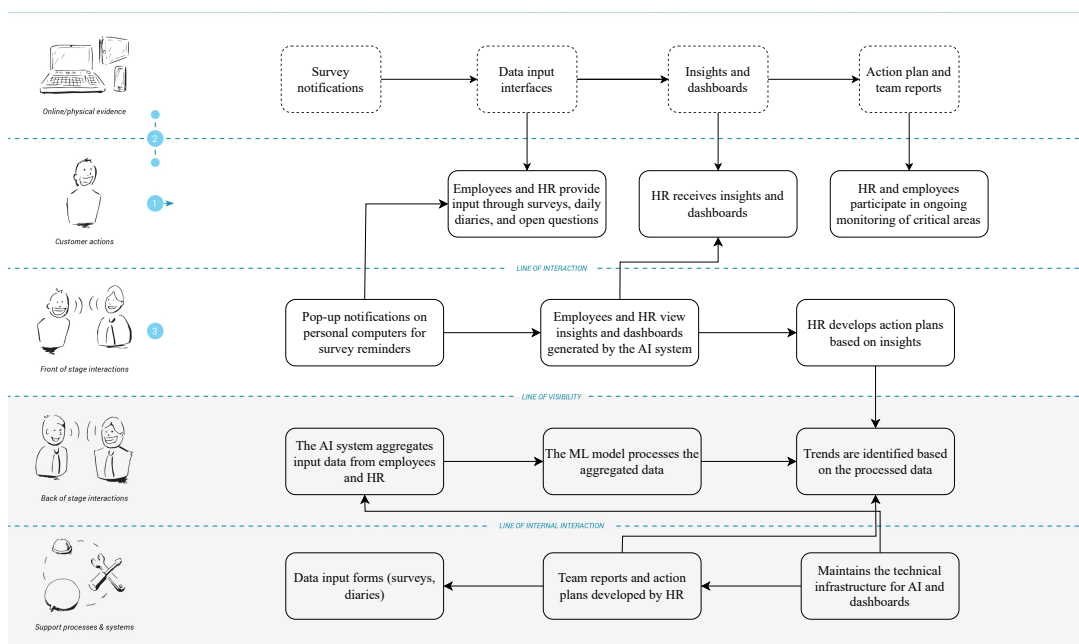 Survey
notifications
Data input
interfaces
Insights and
dashboards
Action plan and
team reports
Online/physical evidence
2
Employees and HR provide
input through surveys, daily
diaries, and open questions
HR receives insights and
dashboards
HR and employees
participate in ongoing
monitoring of critical areas
1
Customer actions
LINE OF INTERACTION
Pop-up notifications on
personal computers for
survey reminders
Employees and HR view
insights and dashboards
generated by the AI system
HR develops action plans
based on insights
3
Front of stage interactions
LINE OF VISIBILITY
The AI system aggregates
input data from employees
and HR
The ML model processes the
aggregated data
Trends are identified based
on the processed data
Back of stage interactions
LINE OF INTERNAL INTERACTION
Data input forms (surveys,
diaries)
Team reports and action
plans developed by HR
Maintains the technical
infrastructure for AI and
dashboards
Support processes & systems